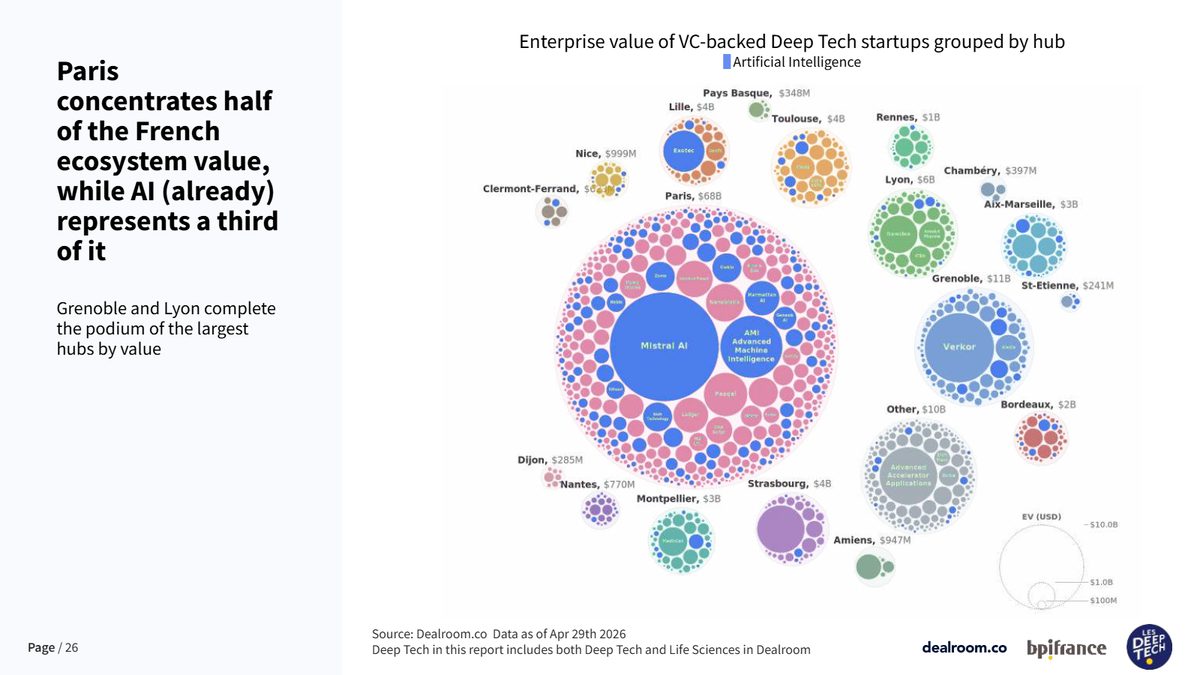 Paris
concentrates half
of the French
ecosystem value,
while AI (already)
represents a third
of it
Grenoble and Lyon complete
the podium of the largest
hubs by value
Page / 26
Enterprise value of VC-backed Deep Tech startups grouped by hub
Artificial Intelligence
Pays Basque, $348M
Lille, $4B
Exotec
Toulouse, $4B
Rennes, $1B
Nice, $999M
Chambéry, $397M
Clermont-Ferrand,
Paris, $68B
Lyon, $6B
Aix-Marseille, $3B
Grenoble, $11B
St-Etienne, $241M
Manhattan
AI
Mistral AI
AMI
Advanced
Machine
Intelligence
Verkor
Pasqal
Ledger
Bordeaux, $2B
Other, $10B
Advanced
Accelerator
Applications
Dijon, $285M
Nantes, $770M
Montpellier, $3B
Strasbourg, $4B
Amiens, $947M
EV (USD)
$10.0B
$1.0B
$100M
Source: Dealroom.co Data as of Apr 29th 2026
Deep Tech in this report includes both Deep Tech and Life Sciences in Dealroom
dealroom.co
bpifrance
LES
DEEP
TECH